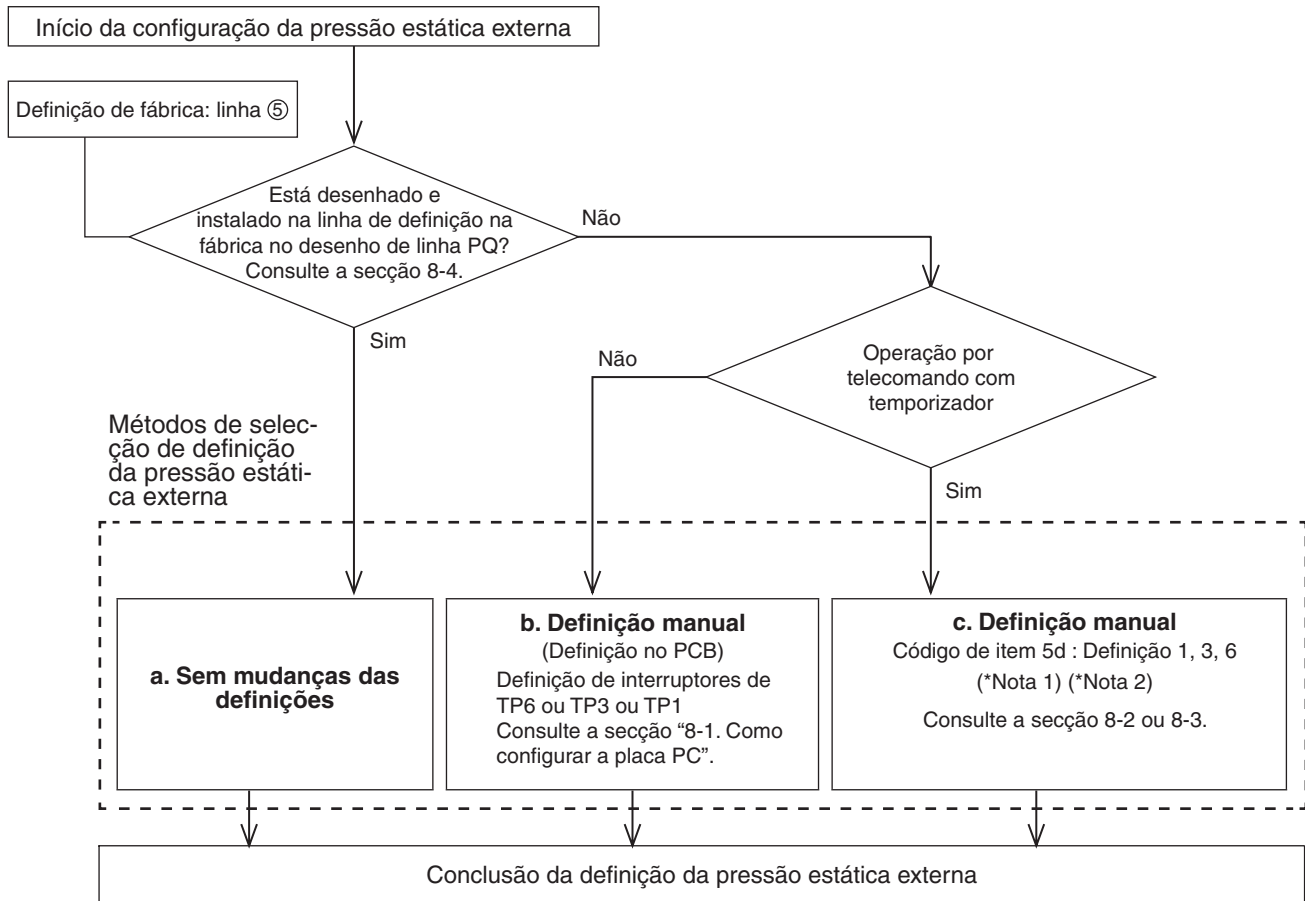 Início da configuração da pressão estática externa
Definição de fábrica: linha ⑤
Está desenhado e
instalado na linha de definição na
fábrica no desenho de linha PQ?
Consulte a secção 8-4.
Não
Sim
Operação por
telecomando com
temporizador
Não
Sim
Métodos de selec-
ção de definição
da pressão estáti-
ca externa
a. Sem mudanças das
definições
b. Definição manual
(Definição no PCB)
Definição de interruptores de
TP6 ou TP3 ou TP1
Consulte a secção “8-1. Como
configurar a placa PC”.
c. Definição manual
Código de item 5d : Definição 1, 3, 6
(*Nota 1) (*Nota 2)
Consulte a secção 8-2 ou 8-3.
Conclusão da definição da pressão estática externa